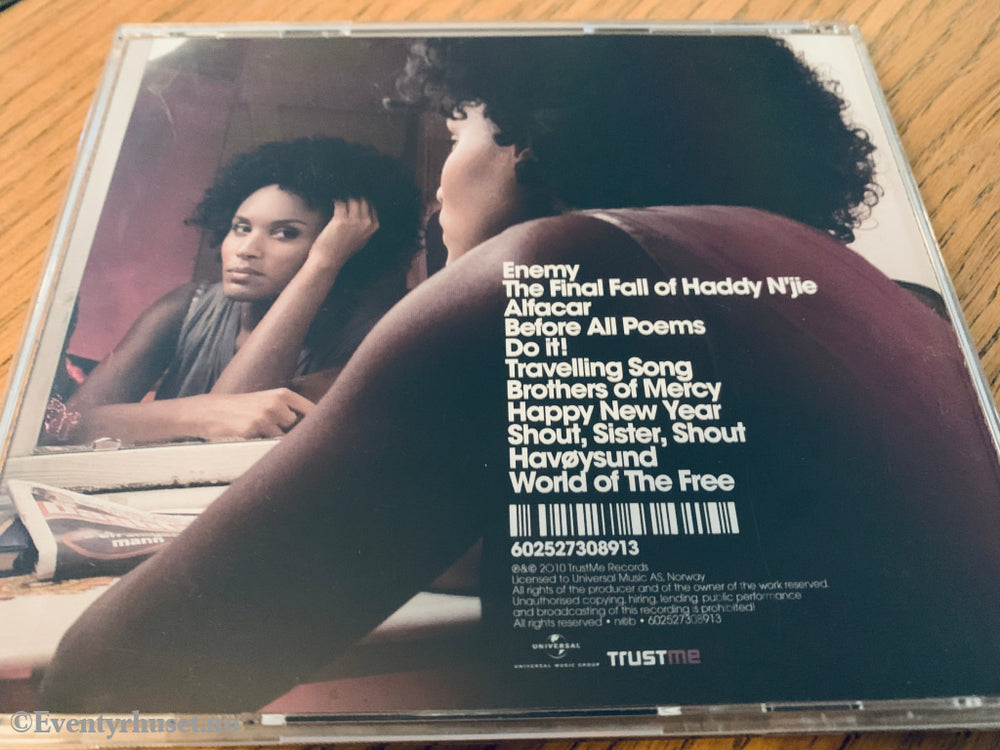 Enemy
The Final Fall of Haddy N'jie
Alfacar
Before All Poems
Do it!
Travelling Song
Brothers of Mercy
Happy New Year
Shout, Sister, Shout
Havøysund
World of The Free
602527308913
℗&© 2010 TrustMe Records
Licensed to Universal Music AS, Norway
All rights of the producer and of the owner of the work reserved.
Unauthorised copying, hiring, lending, public performance
and broadcasting of this recording is prohibited!
All rights reserved • n©b • 602527308913
UNIVERSAL
UNIVERSAL MUSIC GROUP
TRUSTME
mann
©Eventyrhuset.no